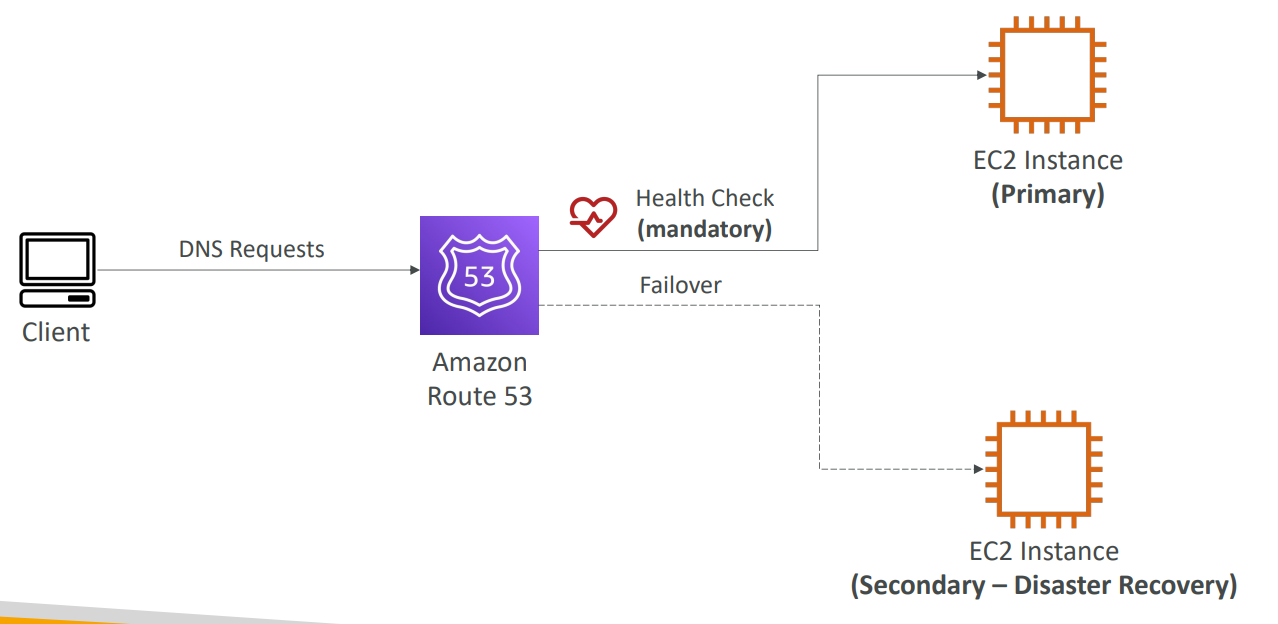 EC2 Instance
(Primary)
Health Check
(mandatory)
DNS Requests
53
Failover
Client
Amazon
Route 53
EC2 Instance
(Secondary – Disaster Recovery)